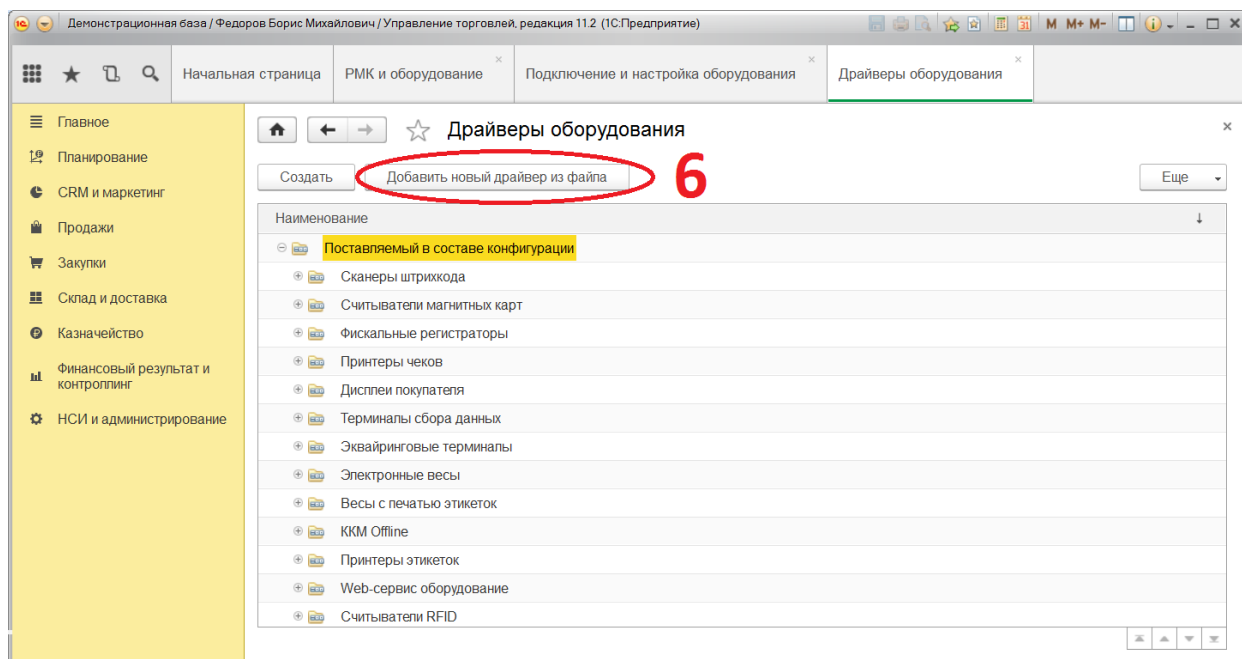 Демонстрационная база / Федоров Борис Михайлович / Управление торговлей, редакция 11.2 (1С:Предприятие)
M M+ M-
Начальная страница
РМК и оборудование
Подключение и настройка оборудования
Драйверы оборудования
Главное
Планирование
CRM и маркетинг
Продажи
Закупки
Склад и доставка
Казначейство
Финансовый результат и
контроллинг
НСИ и администрирование
Драйверы оборудования
Создать
Добавить новый драйвер из файла
6
Еще
Наименование
Поставляемый в составе конфигурации
Сканеры штрихкода
Считыватели магнитных карт
Фискальные регистраторы
Принтеры чеков
Дисплеи покупателя
Терминалы сбора данных
Эквайринговые терминалы
Электронные весы
Весы с печатью этикеток
ККМ Offline
Принтеры этикеток
Web-сервис оборудование
Считыватели RFID